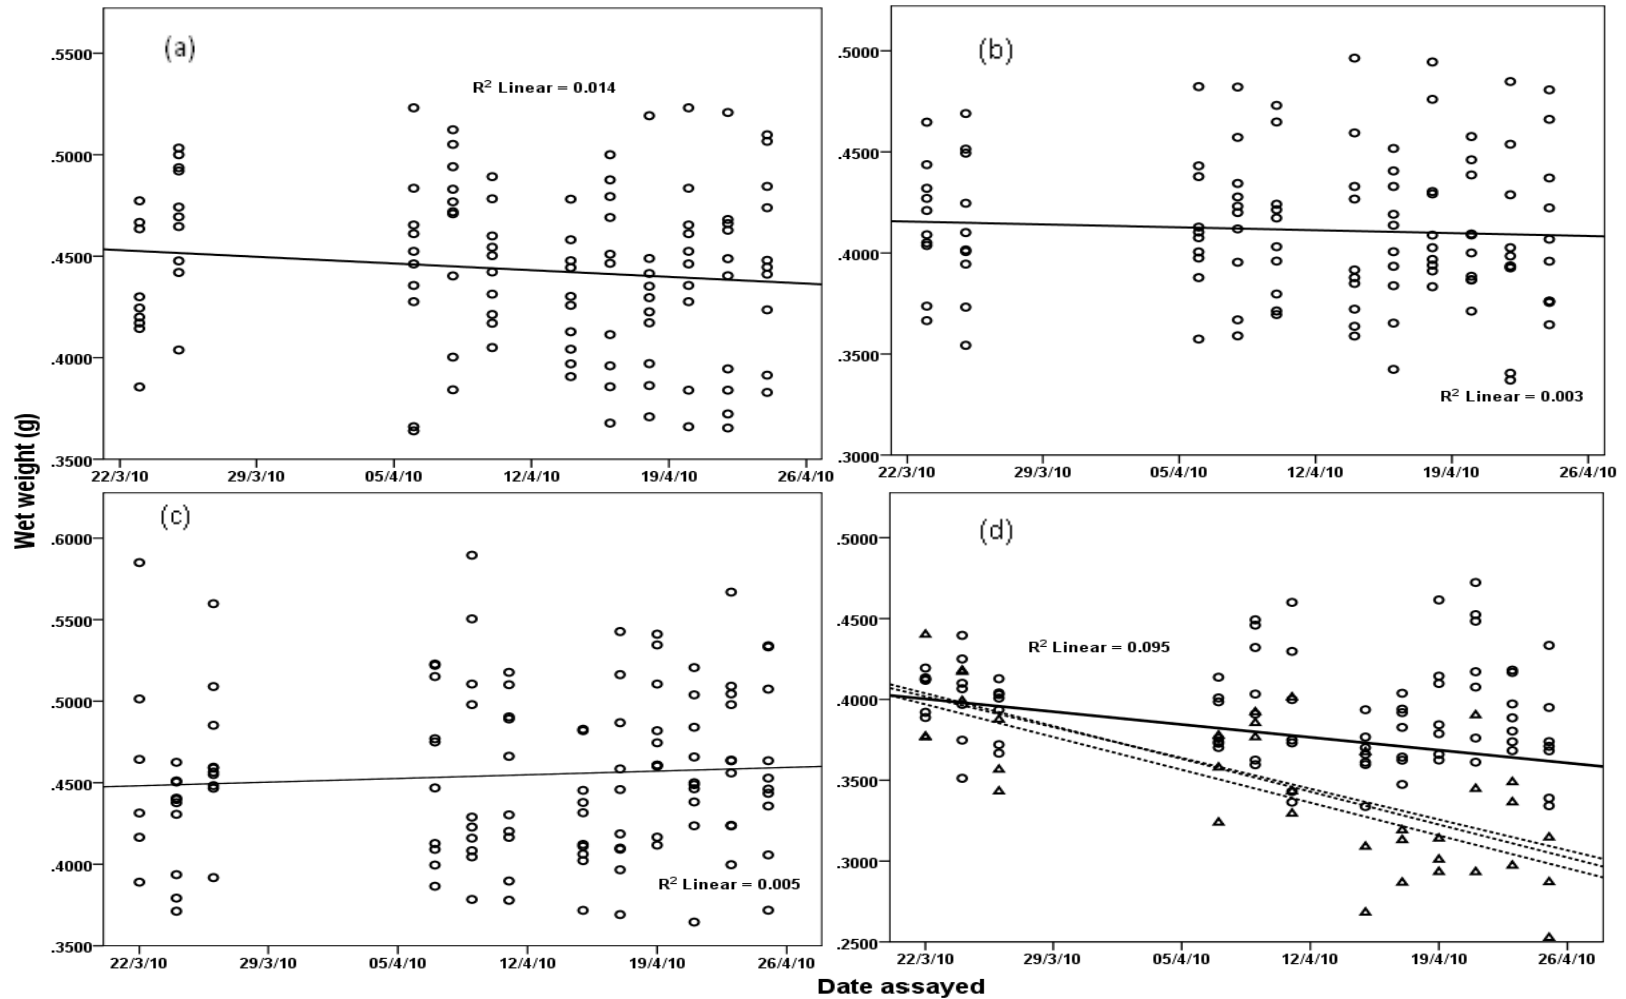 (a)
R² Linear = 0.014
.5500
.5000
.4500
.4000
.3500
22/3/10 29/3/10 05/4/10 12/4/10 19/4/10 26/4/10
(b)
R² Linear = 0.003
.5000
.4500
.4000
.3500
.3000
22/3/10 29/3/10 05/4/10 12/4/10 19/4/10 26/4/10
Wet weight (g)
(c)
R² Linear = 0.005
.6000
.5500
.5000
.4500
.4000
.3500
22/3/10 29/3/10 05/4/10 12/4/10 19/4/10 26/4/10
(d)
R² Linear = 0.095
.5000
.4500
.4000
.3500
.3000
.2500
22/3/10 29/3/10 05/4/10 12/4/10 19/4/10 26/4/10
Date assayed